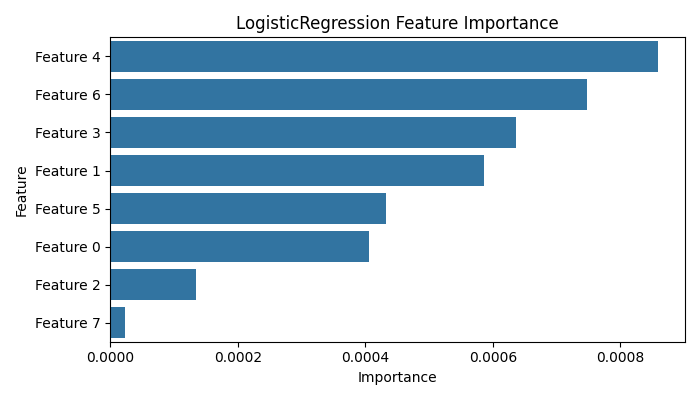 LogisticRegression Feature Importance
Feature 4
Feature 6
Feature 3
Feature 1
Feature 5
Feature 0
Feature 2
Feature 7
Feature
0.0000 0.0002 0.0004 0.0006 0.0008
Importance